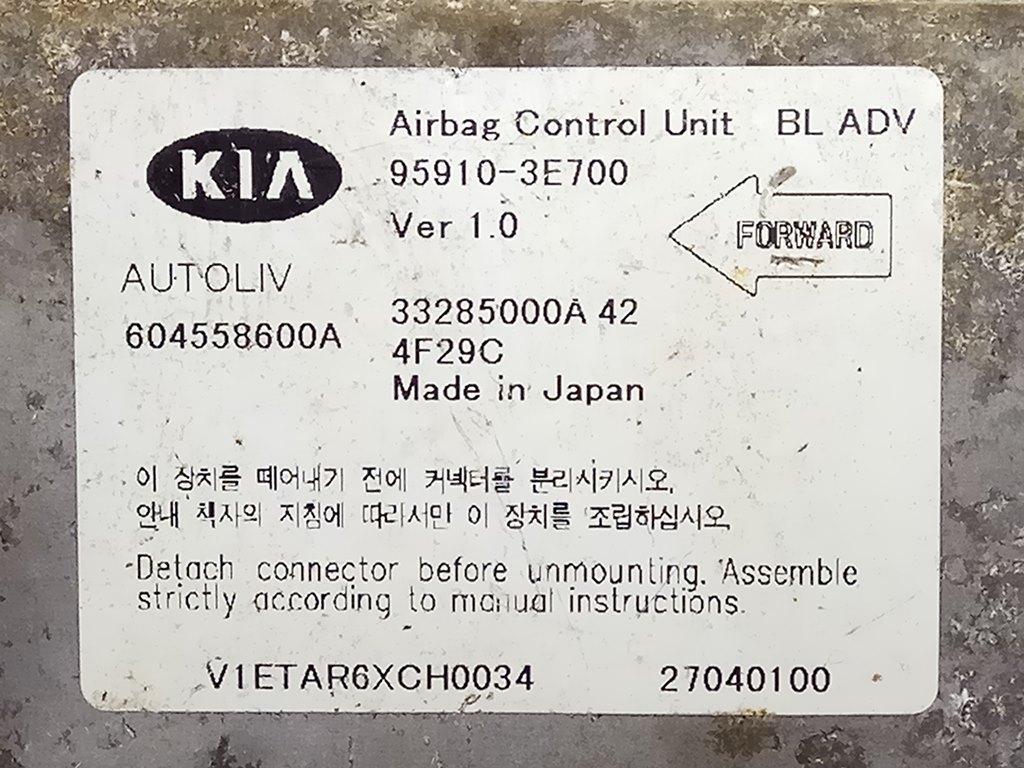 KIA
Airbag Control Unit BL ADV
95910-3E700
Ver 1.0
FORWARD
AUTOLIV
604558600A
33285000A 42
4F29C
Made in Japan
이 장치를 떼어내기 전에 커넥터를 분리시키시오.
안내 책자의 지침에 따라서만 이 장치를 조립하십시오.
Detach connector before unmounting. Assemble
strictly according to manual instructions.
V1ETAR6XCH0034 27040100